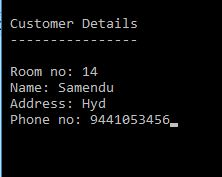 Customer Details
----------------
Room no: 14
Name: Samendu
Address: Hyd
Phone no: 9441053456